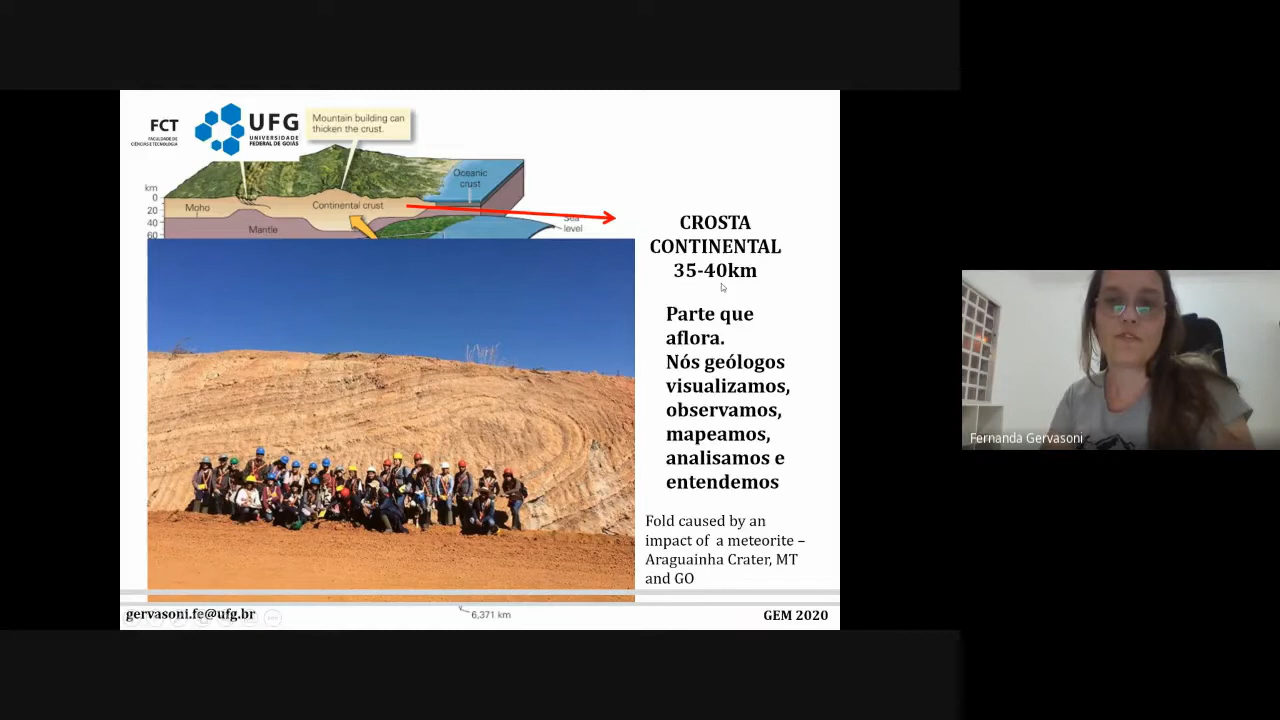 FCT
FACULDADE DE
CIÊNCIAS E TECNOLOGIA
UFG
UNIVERSIDADE
FEDERAL DE GOIÁS
Mountain building can
thicken the crust.
Oceanic
crust
km
0
20
40
60
Moho
Continental crust
Mantle
Sea
level
CROSTA
CONTINENTAL
35-40km
Parte que
aflora.
Nós geólogos
visualizamos,
observamos,
mapeamos,
analisamos e
entendemos
Fold caused by an
impact of a meteorite –
Araguainha Crater, MT
and GO
gervasoni.fe@ufg.br
6,371 km
GEM 2020
Fernanda Gervasoni